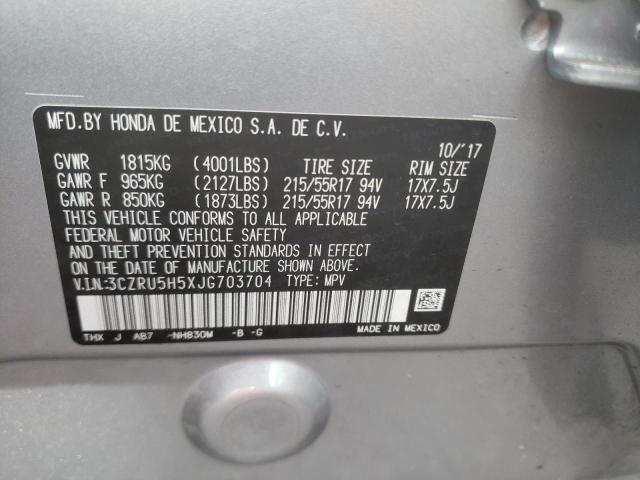 MFD.BY HONDA DE MEXICO S.A. DE C.V.
10/'17
GVWR 1815KG (4001LBS) TIRE SIZE RIM SIZE
GAWR F 965KG (2127LBS) 215/55R17 94V 17X7.5J
GAWR R 850KG (1873LBS) 215/55R17 94V 17X7.5J
THIS VEHICLE CONFORMS TO ALL APPLICABLE
FEDERAL MOTOR VEHICLE SAFETY
AND THEFT PREVENTION STANDARDS IN EFFECT
ON THE DATE OF MANUFACTURE SHOWN ABOVE.
V.I.N.:3CZRU5H5XJG703704 TYPE: MPV
THX J AB7 -NH830M -B -G MADE IN MEXICO